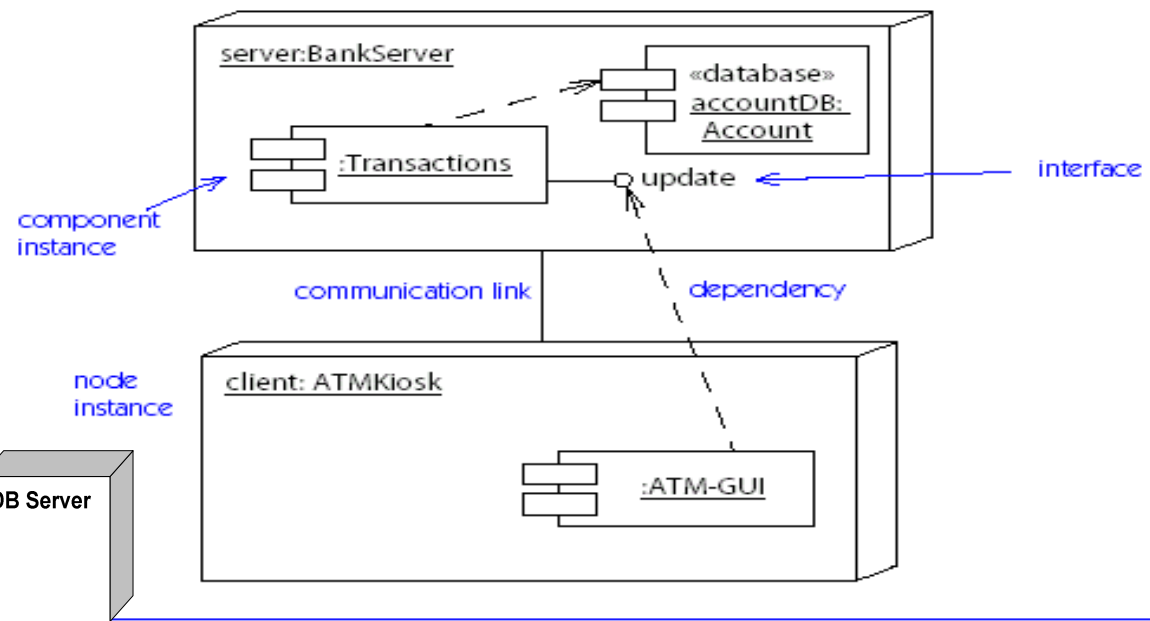 server:BankServer
«database»
accountDB:
Account
:Transactions
update
interface
component
instance
communication link
dependency
node
instance
client: ATMKiosk
:ATM-GUI
DB Server